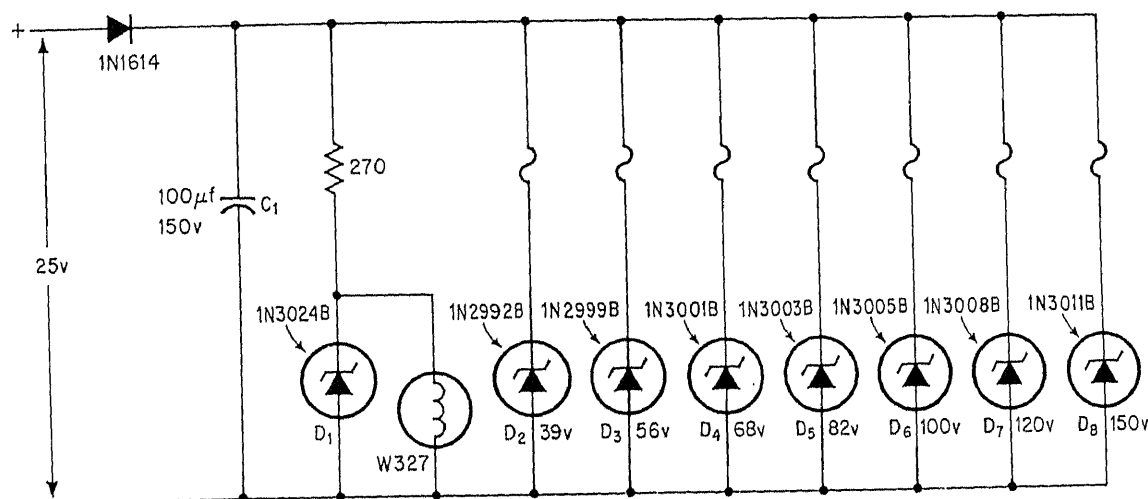 +
1N1614
270
100μf
150v
C1
25v
1N3024B
1N2992B
1N2999B
1N3001B
1N3003B
1N3005B
1N3008B
1N3011B
D1
W327
D2 39v
D3 56v
D4 68v
D5 82v
D6 100v
D7 120v
D8 150v